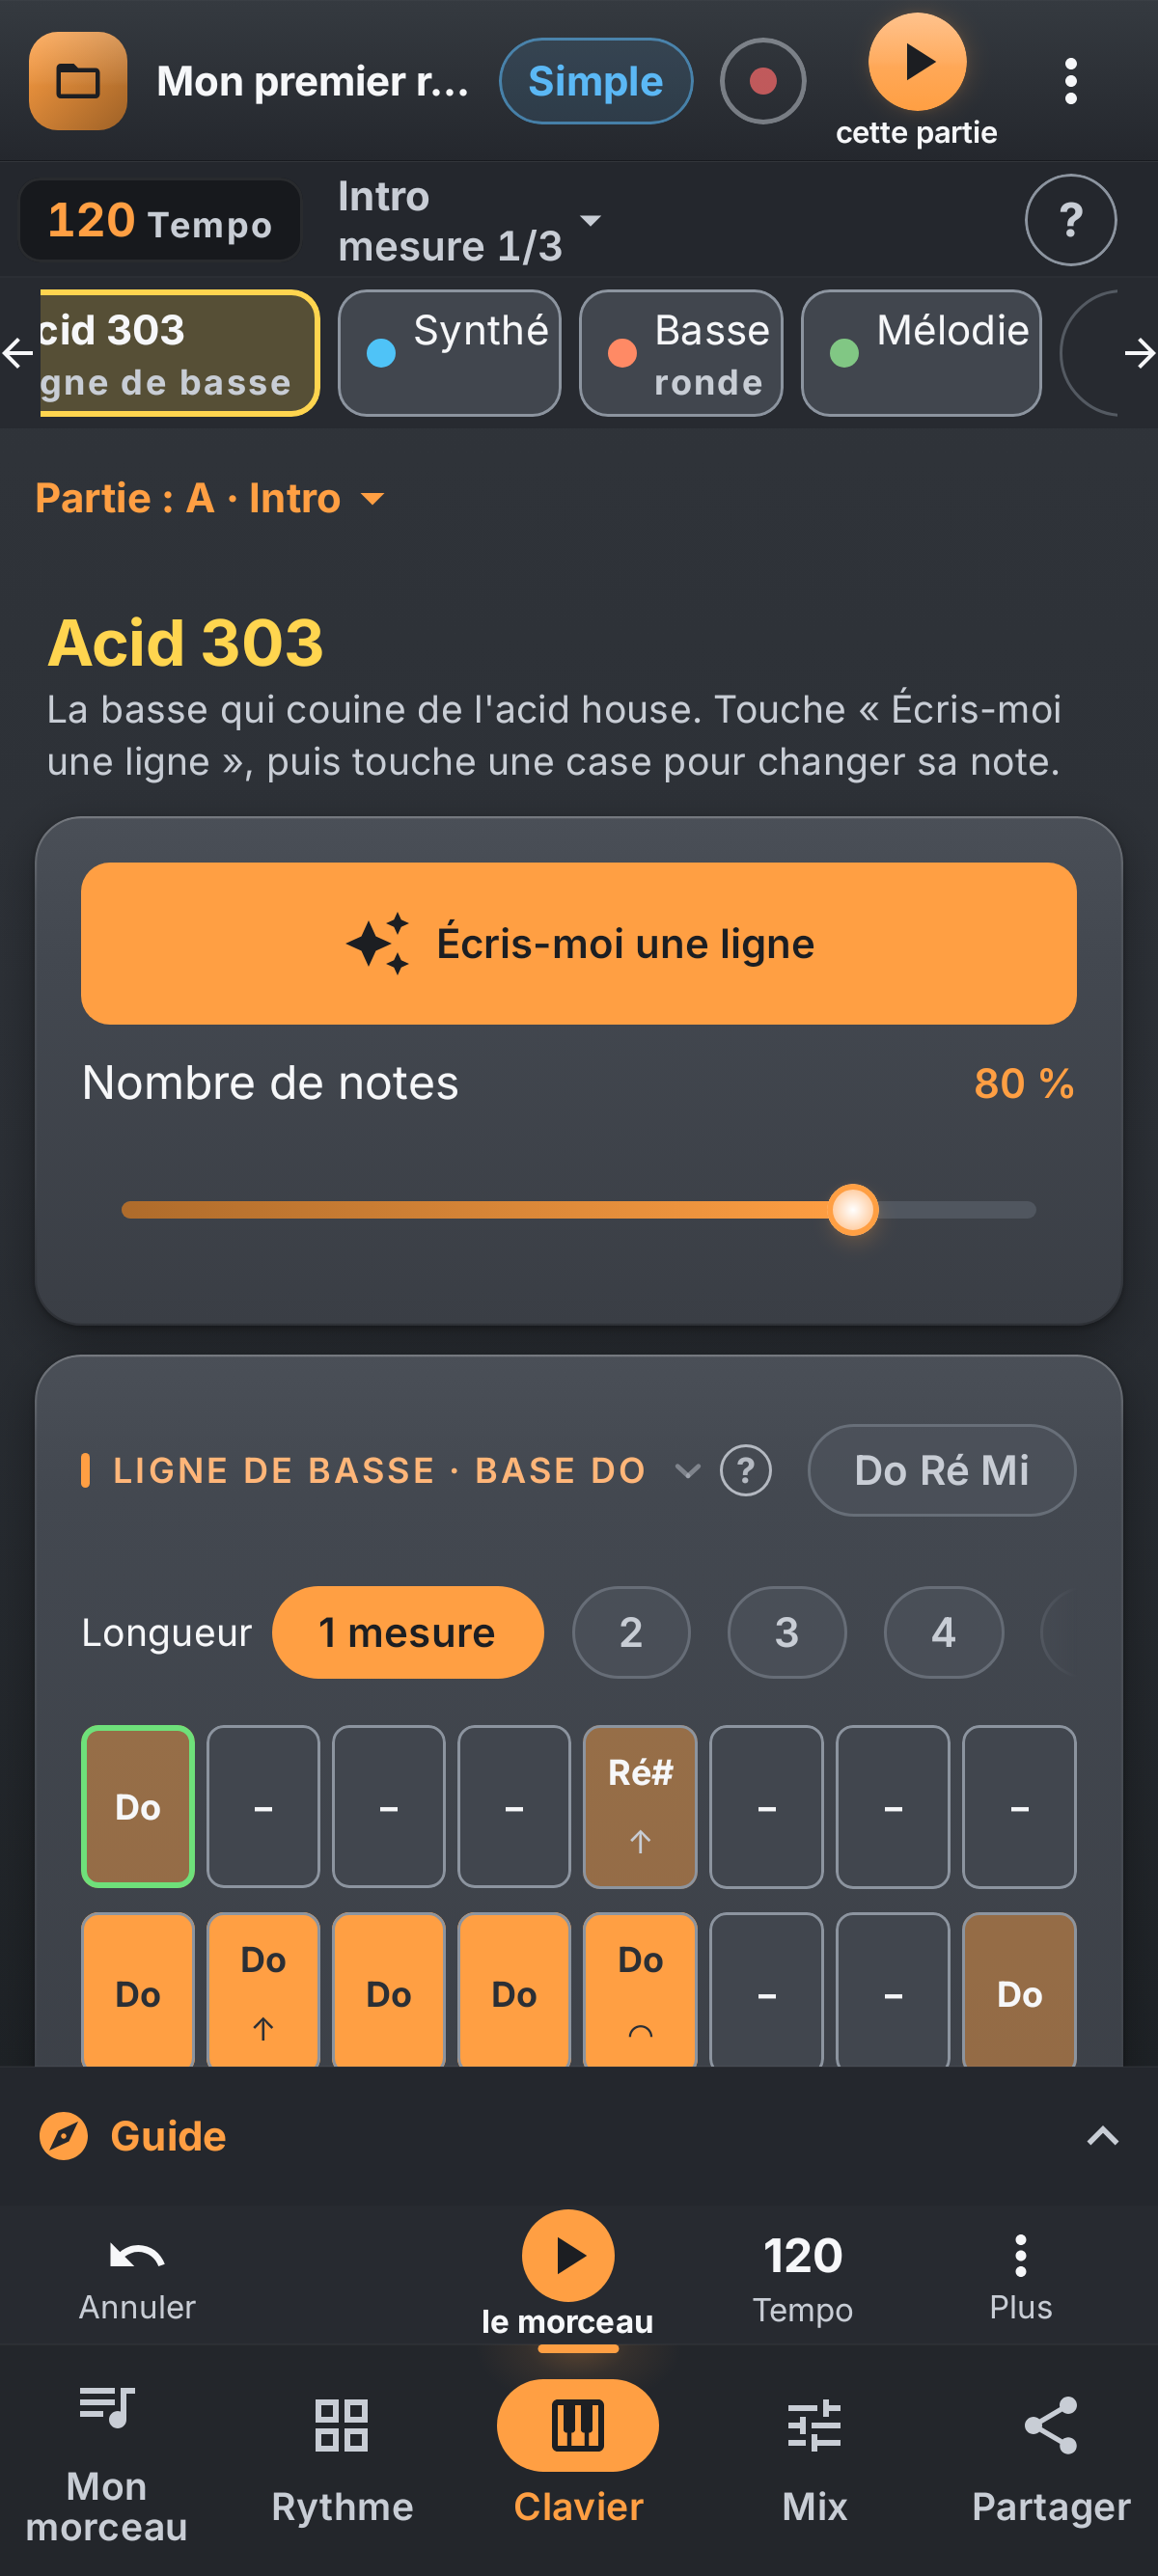 Mon premier r...
Simple
cette partie
120 Tempo
Intro
mesure 1/3
?
cid 303
gne de basse
Synthé
Basse
ronde
Mélodie
Partie : A · Intro
Acid 303
La basse qui couine de l'acid house. Touche « Écris-moi
une ligne », puis touche une case pour changer sa note.
Écris-moi une ligne
Nombre de notes
80 %
LIGNE DE BASSE · BASE DO
?
Do Ré Mi
Longueur
1 mesure
2
3
4
Do
–
–
–
Ré#
↑
–
–
–
Do
Do
↑
Do
Do
Do
–
–
Do
Guide
Annuler
le morceau
120
Tempo
Plus
Mon
morceau
Rythme
Clavier
Mix
Partager